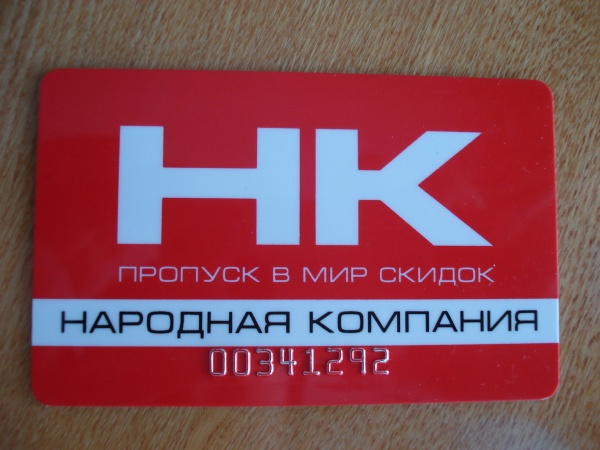 НК
ПРОПУСК В МИР СКИДОК
НАРОДНАЯ КОМПАНИЯ
00341292